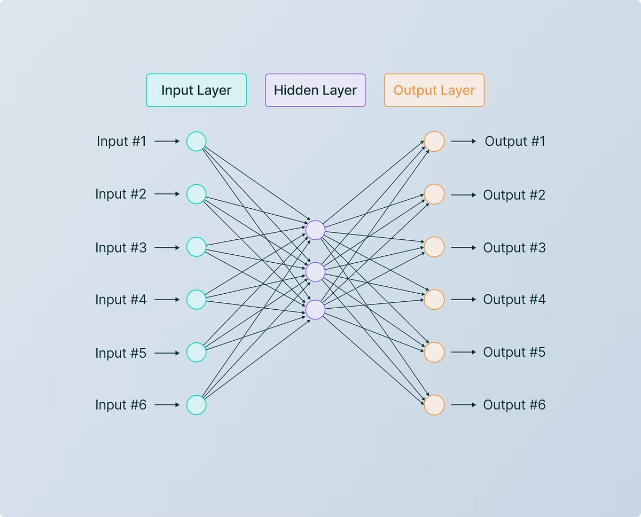 Input Layer
Hidden Layer
Output Layer
Input #1
Output #1
Input #2
Output #2
Input #3
Output #3
Input #4
Output #4
Input #5
Output #5
Input #6
Output #6